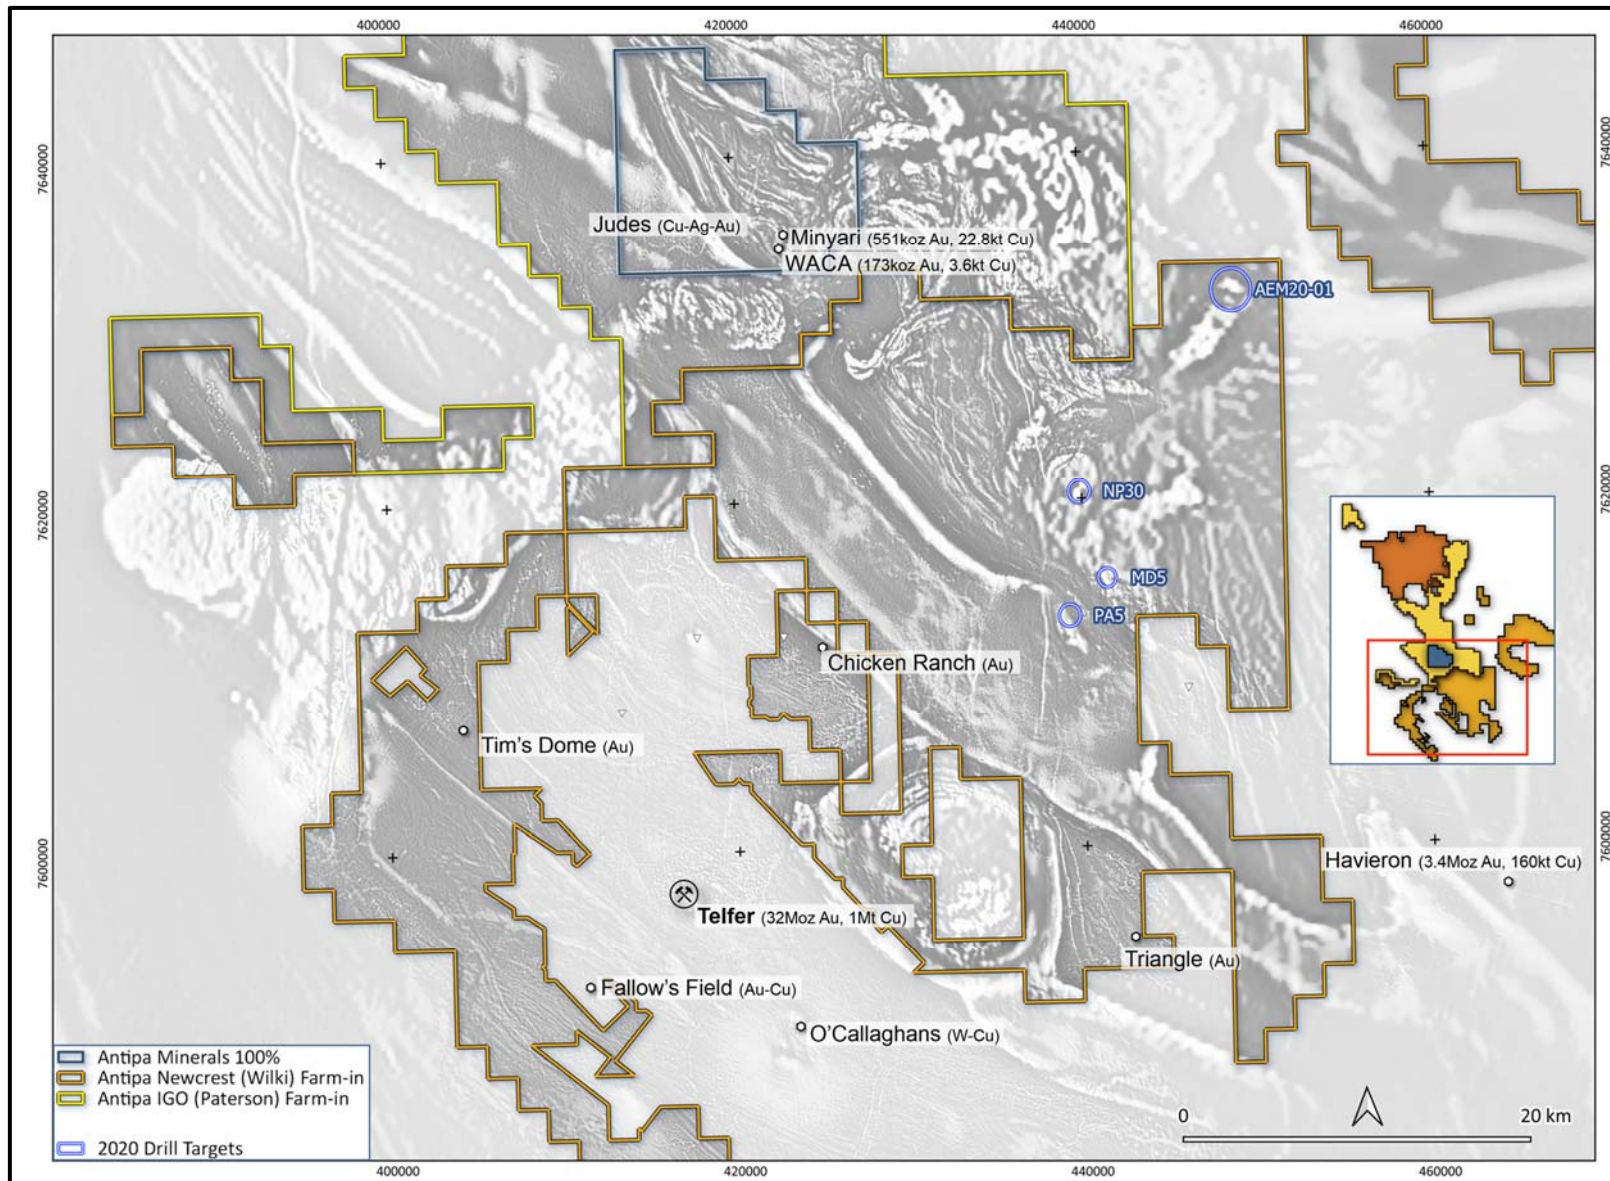 400000
420000
440000
460000
7640000
7640000
Judes (Cu-Ag-Au)
Minyari (551koz Au, 22.8kt Cu)
WACA (173koz Au, 3.6kt Cu)
AEM20-01
NP30
7620000
7620000
MD5
PA5
Chicken Ranch (Au)
Tim's Dome (Au)
7600000
7600000
Havieron (3.4Moz Au, 160kt Cu)
Telfer (32Moz Au, 1Mt Cu)
Triangle (Au)
Fallow's Field (Au-Cu)
O'Callaghans (W-Cu)
Antipa Minerals 100%
Antipa Newcrest (Wilki) Farm-in
Antipa IGO (Paterson) Farm-in
2020 Drill Targets
0
20 km
400000
420000
440000
460000